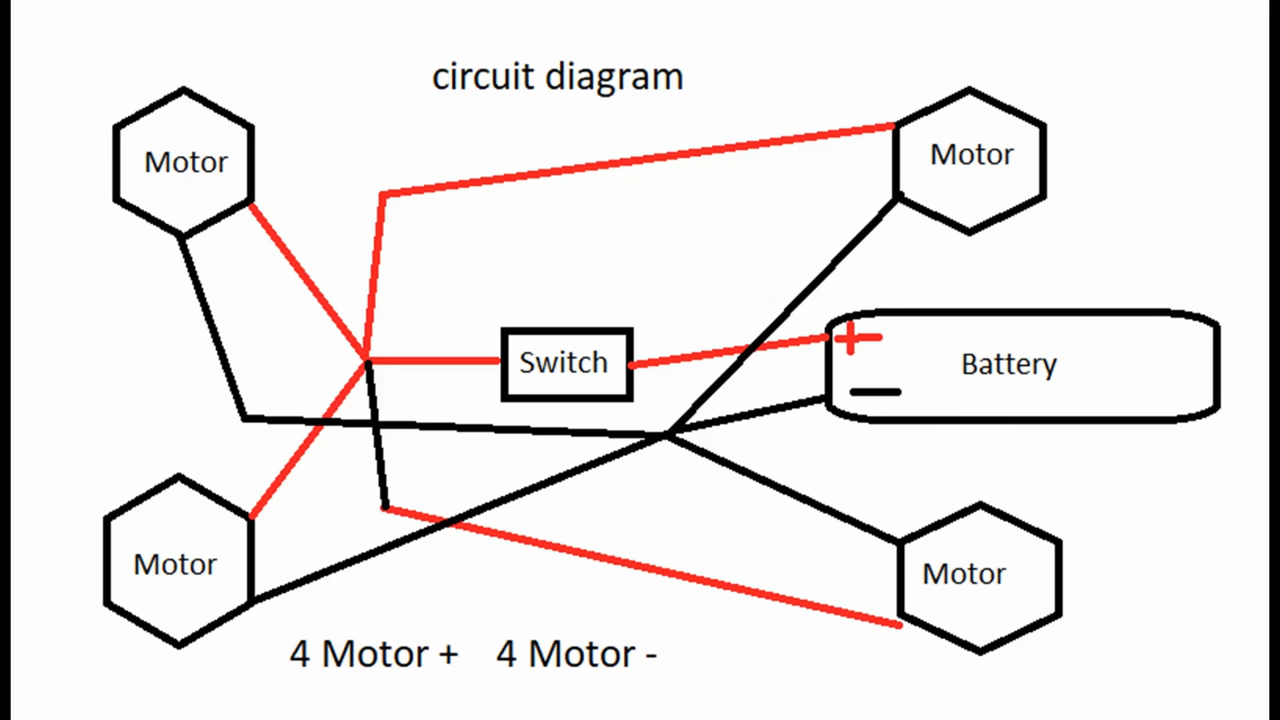 circuit diagram
Motor
Motor
Switch
+
Battery
-
Motor
Motor
4 Motor + 4 Motor -